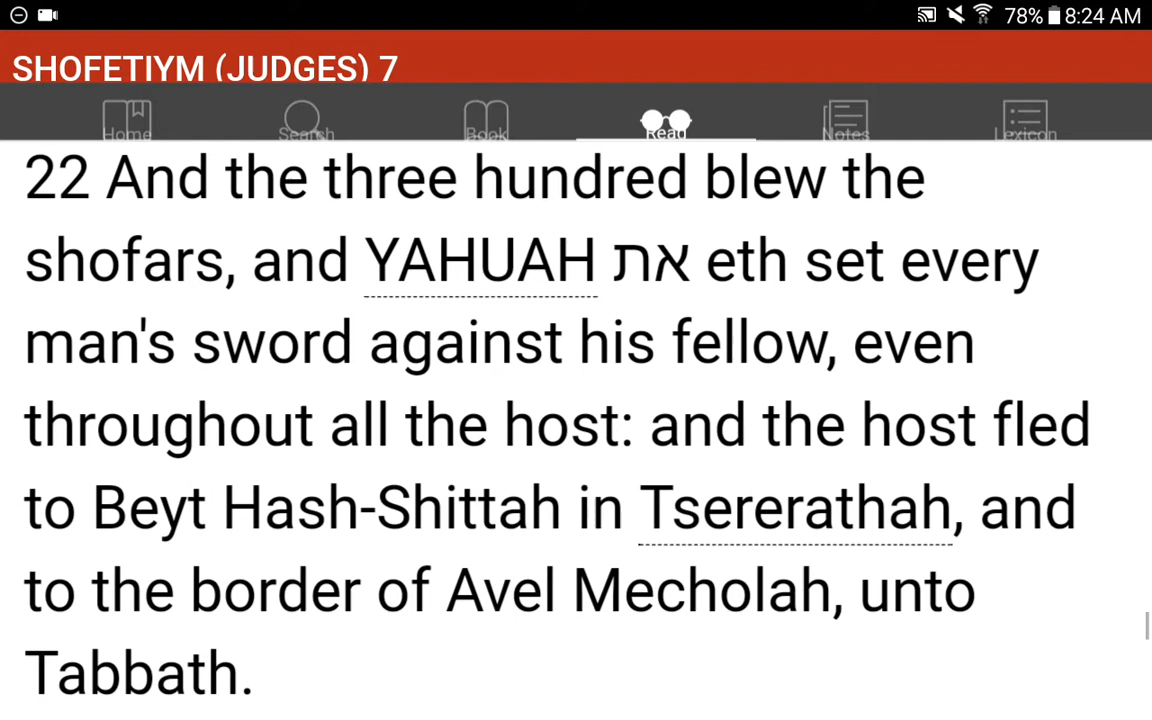 78% 8:24 AM
SHOFETIYM (JUDGES) 7
Home Search Book Read Notes Lexicon
22 And the three hundred blew the
shofars, and YAHUAH את eth set every
man's sword against his fellow, even
throughout all the host: and the host fled
to Beyt Hash-Shittah in Tsererathah, and
to the border of Avel Mecholah, unto
Tabbath.